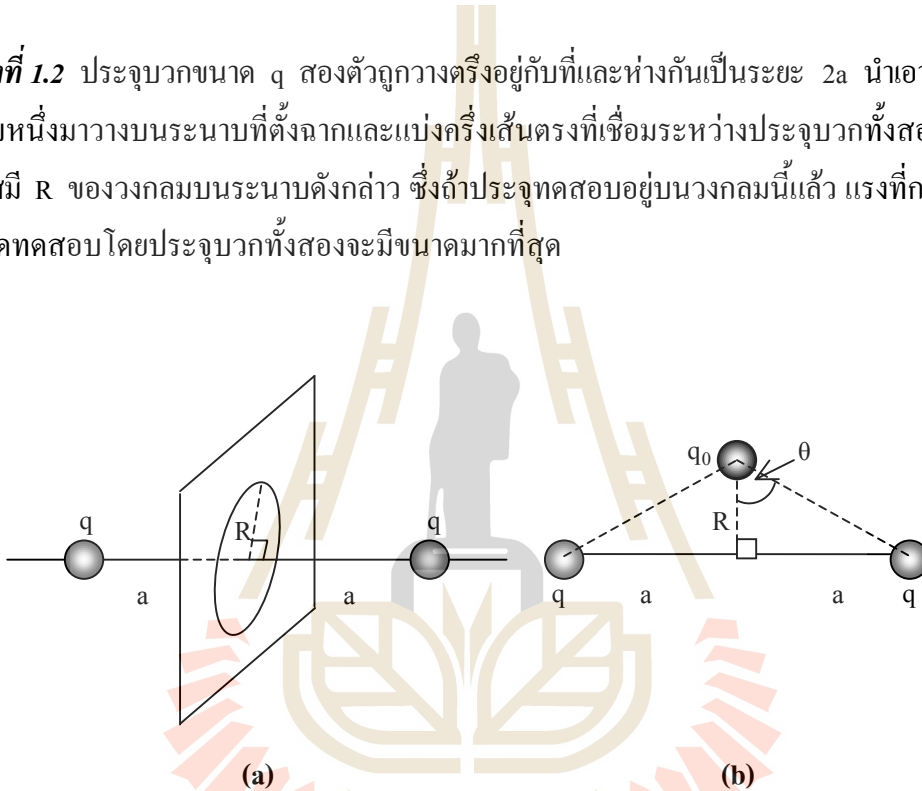 ที่ 1.2 ประจุบวกขนาด q สองตัวถูกวางตรึงอยู่กับที่และห่างกันเป็นระยะ 2a นำเอา
หนึ่งมาวางบนระนาบที่ตั้งฉากและแบ่งครึ่งเส้นตรงที่เชื่อมระหว่างประจุบวกทั้ง
R ของวงกลมบนระนาบดังกล่าว ซึ่งถ้าประจุทดสอบอยู่บนวงกลมนี้แล้ว แรงที่
ทดสอบโดยประจุบวกทั้งสองจะมีขนาดมากที่สุด
q₀ θ
q R q R
a a q a a q
(a) (b)